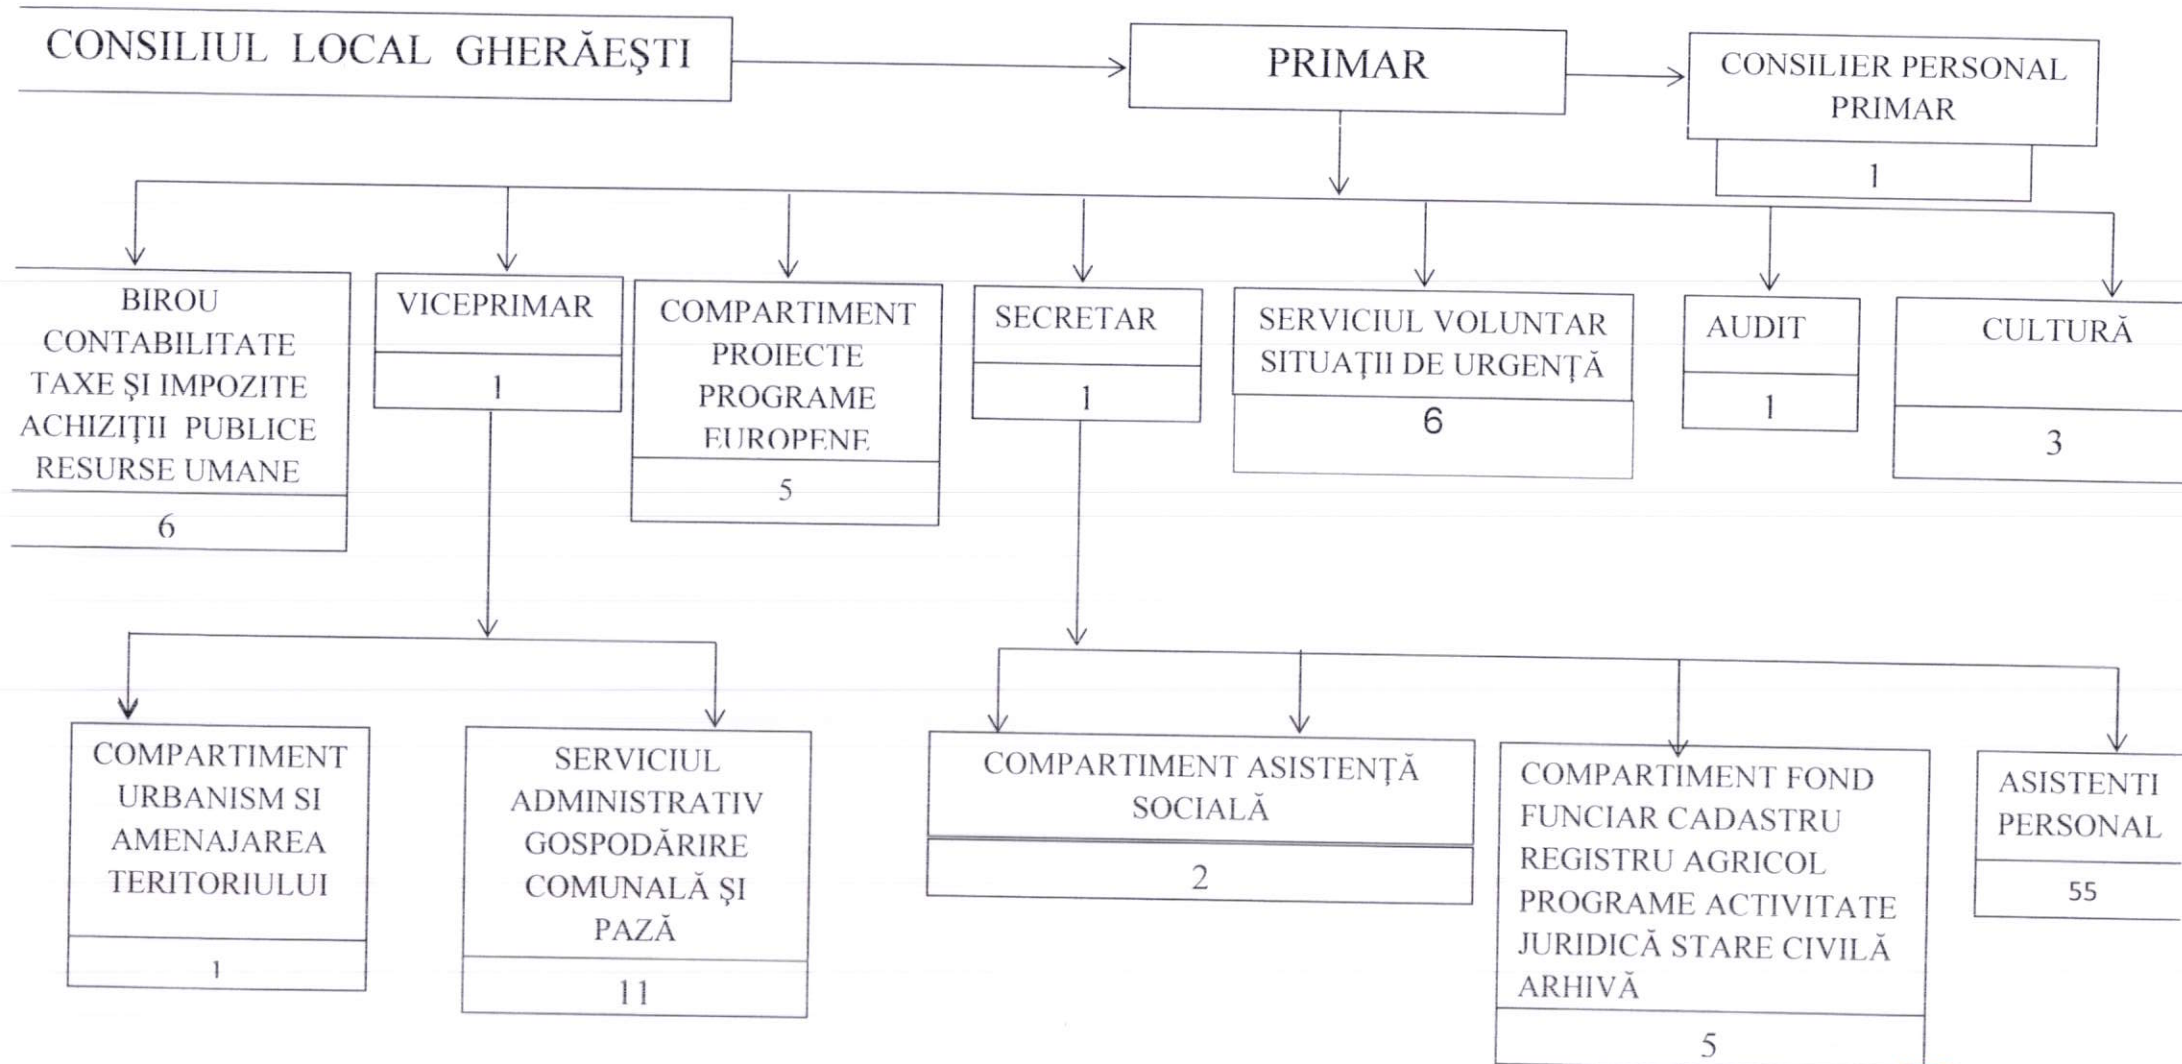 CONSILIUL LOCAL GHERĂEŞTI
PRIMAR
CONSILIER PERSONAL
PRIMAR
1
BIROU
CONTABILITATE
TAXE ŞI IMPOZITE
ACHIZIŢII PUBLICE
RESURSE UMANE
6
VICEPRIMAR
1
COMPARTIMENT
PROIECTE
PROGRAME
EUROPENE
5
SECRETAR
1
SERVICIUL VOLUNTAR
SITUAŢII DE URGENŢĂ
6
AUDIT
1
CULTURĂ
3
COMPARTIMENT
URBANISM SI
AMENAJAREA
TERITORIULUI
1
SERVICIUL
ADMINISTRATIV
GOSPODĂRIRE
COMUNALĂ ŞI
PAZĂ
11
COMPARTIMENT ASISTENŢĂ
SOCIALĂ
2
COMPARTIMENT FOND
FUNCIAR CADASTRU
REGISTRU AGRICOL
PROGRAME ACTIVITATE
JURIDICĂ STARE CIVILĂ
ARHIVĂ
5
ASISTENTI
PERSONAL
55